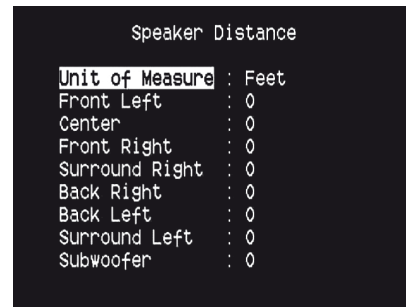 Speaker Distance
Unit of Measure : Feet
Front Left : 0
Center : 0
Front Right : 0
Surround Right : 0
Back Right : 0
Back Left : 0
Surround Left : 0
Subwoofer : 0